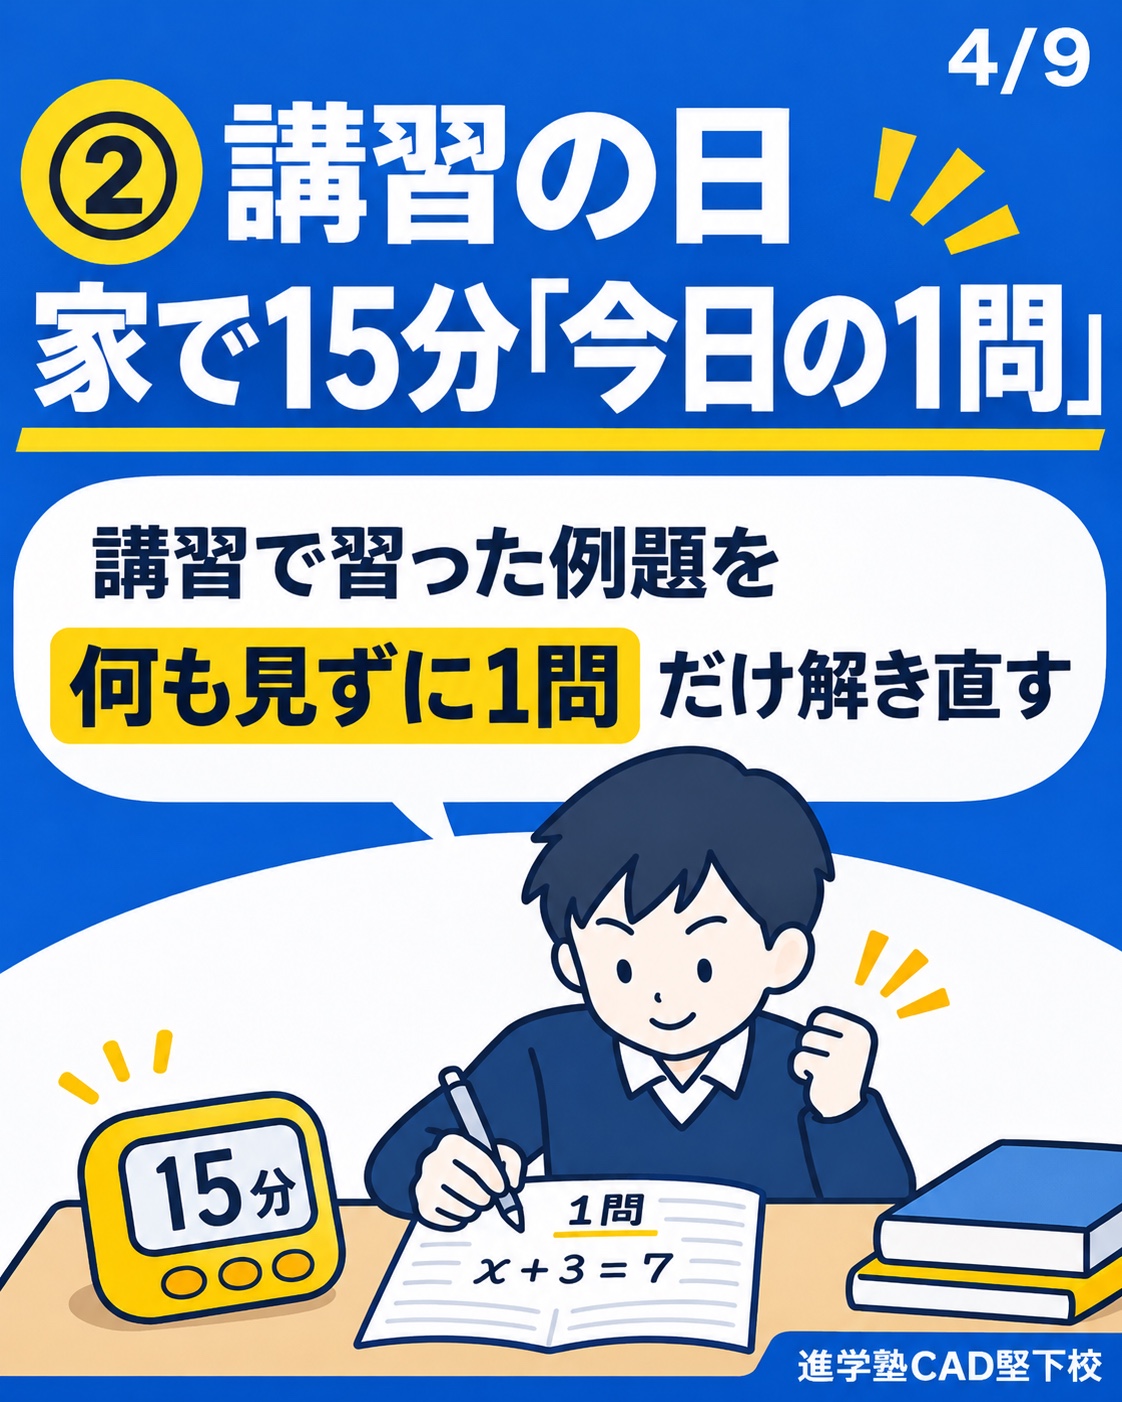 4/9
② 講習の日
家で15分「今日の1問」
講習で習った例題を
何も見ずに1問 だけ解き直す
15分
1問
x+3=7
進学塾CAD堅下校